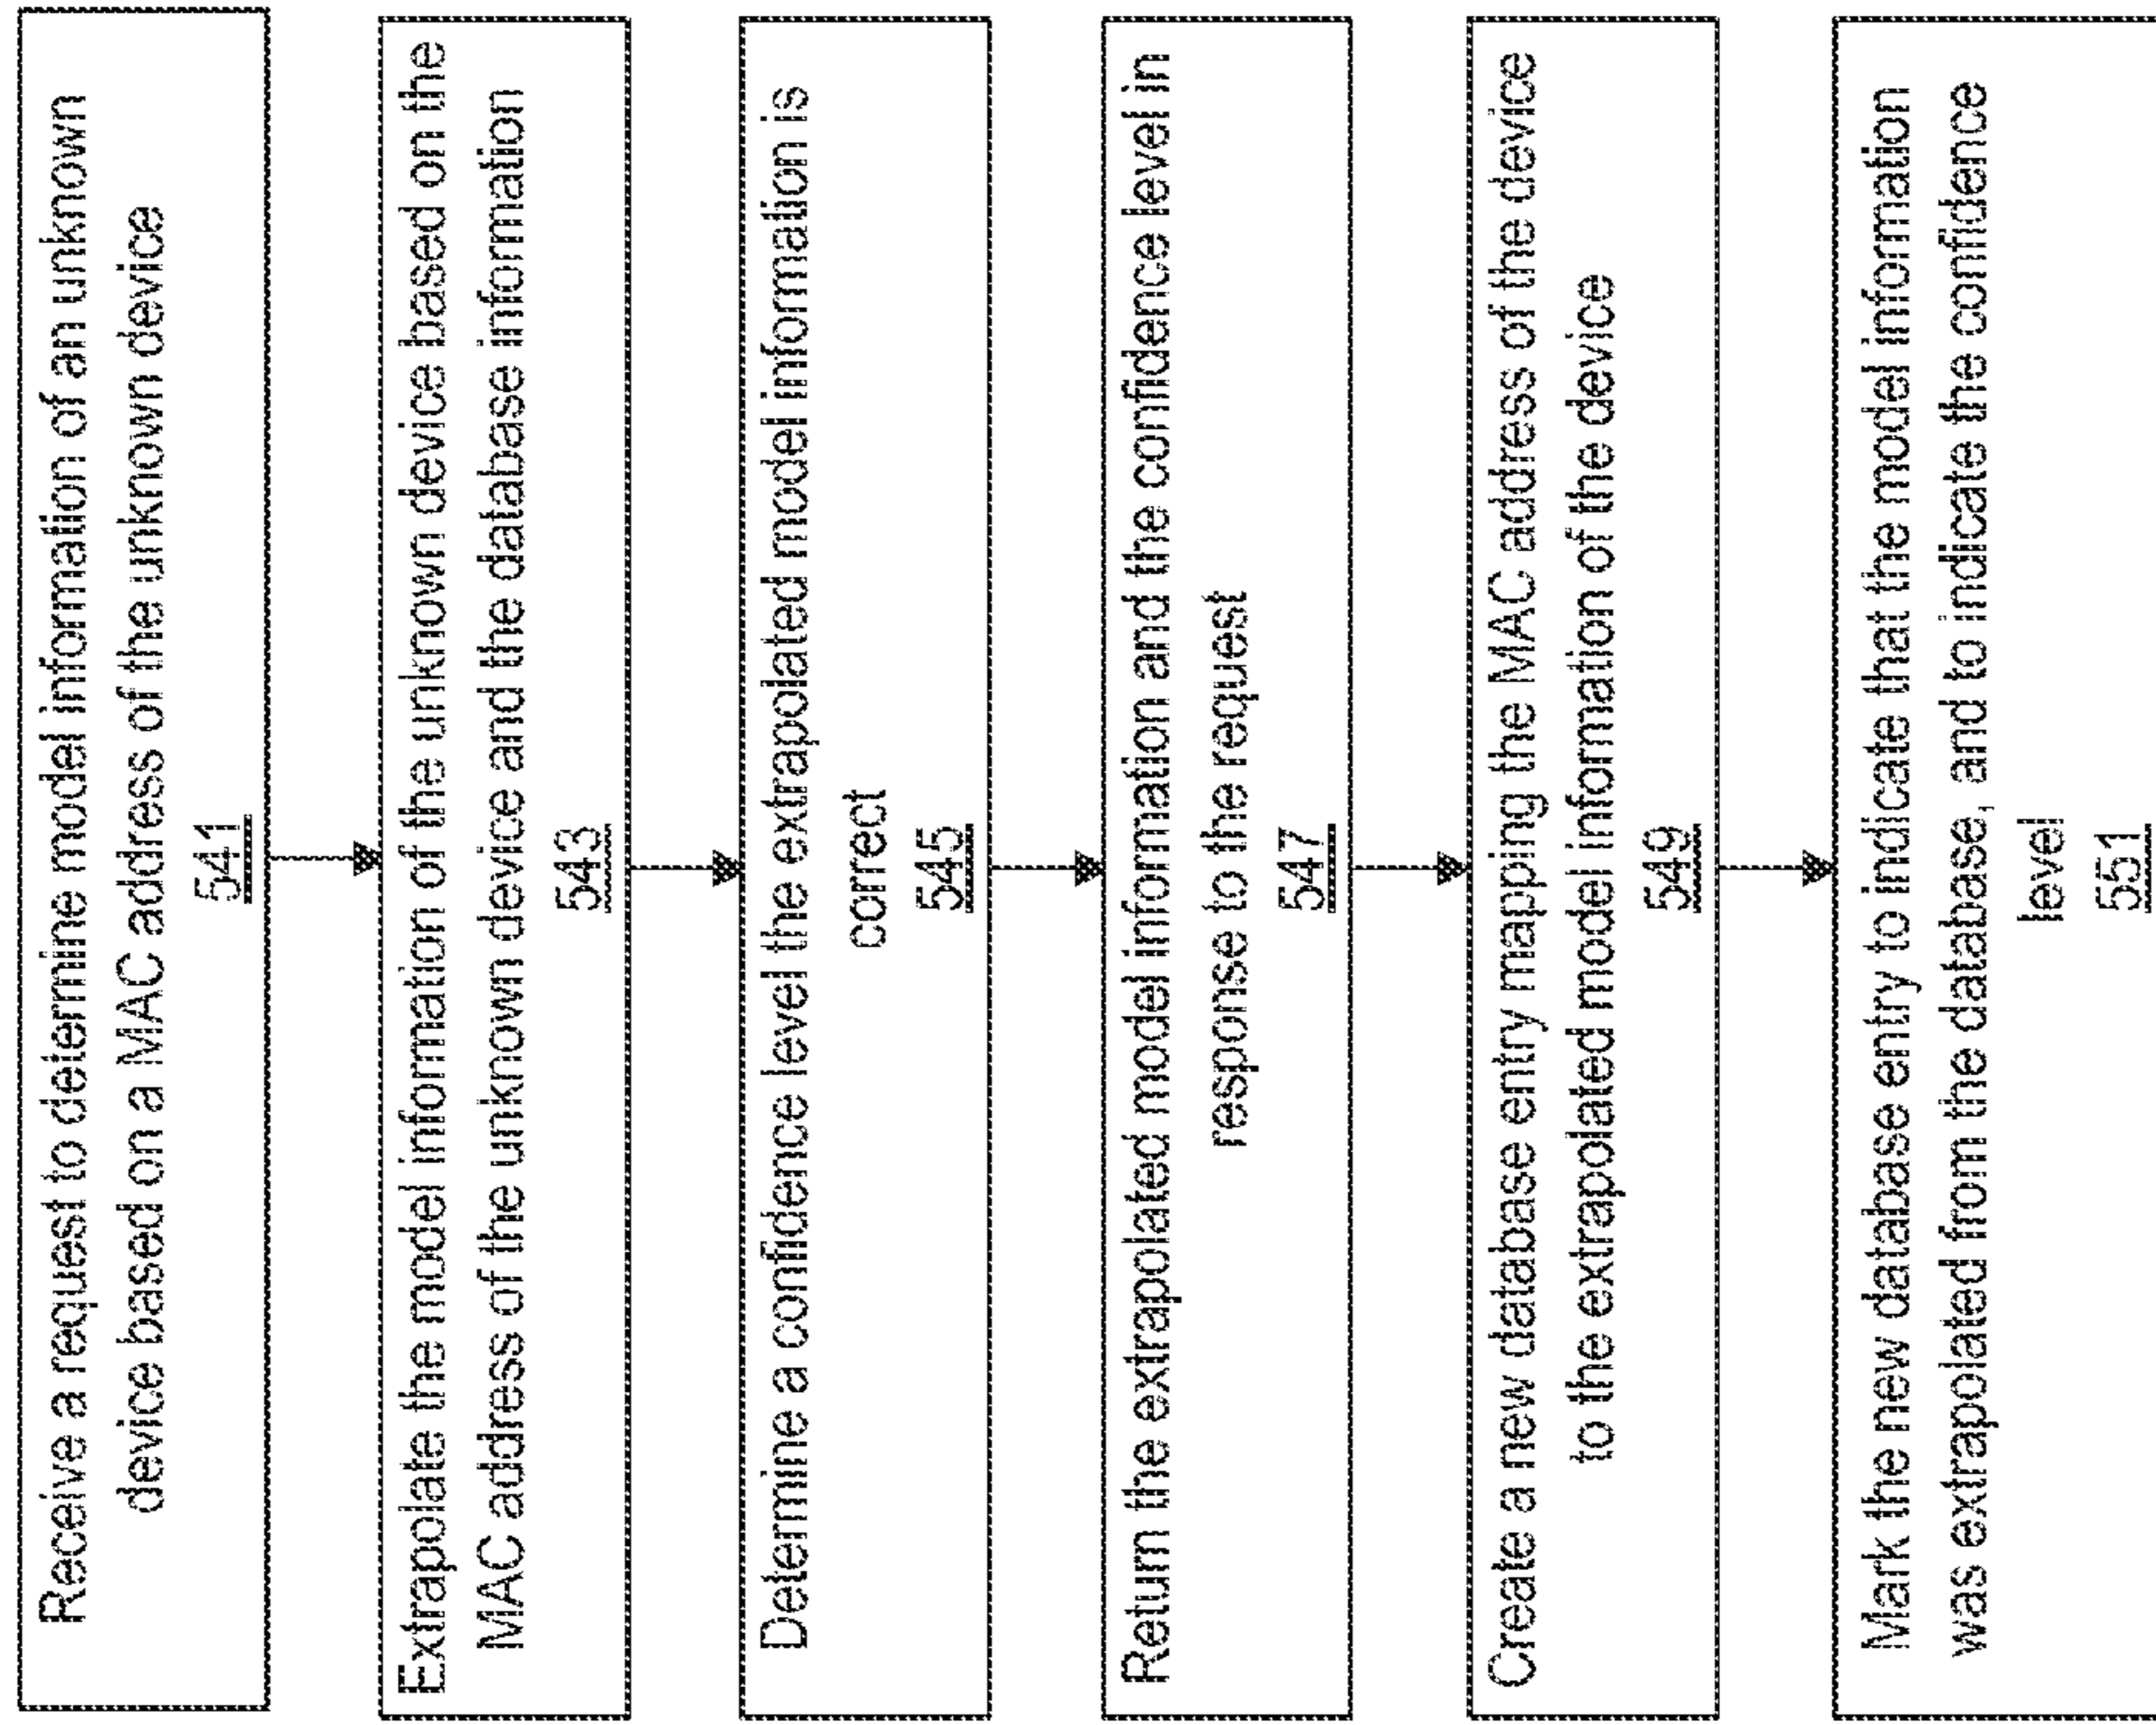 Receive a request to determine model information of an unknown
device based on a MAC address of the unknown device
541
Extrapolate the model information of the unknown device based on the
MAC address of the unknown device and the database information
543
Determine a confidence level the extrapolated model information is
correct
545
Return the extrapolated model information and the confidence level in
response to the request
547
Create a new database entry mapping the MAC address of the device
to the extrapolated model information of the device
549
Mark the new database entry to indicate that the model information
was extrapolated from the database, and to indicate the confidence
level
551